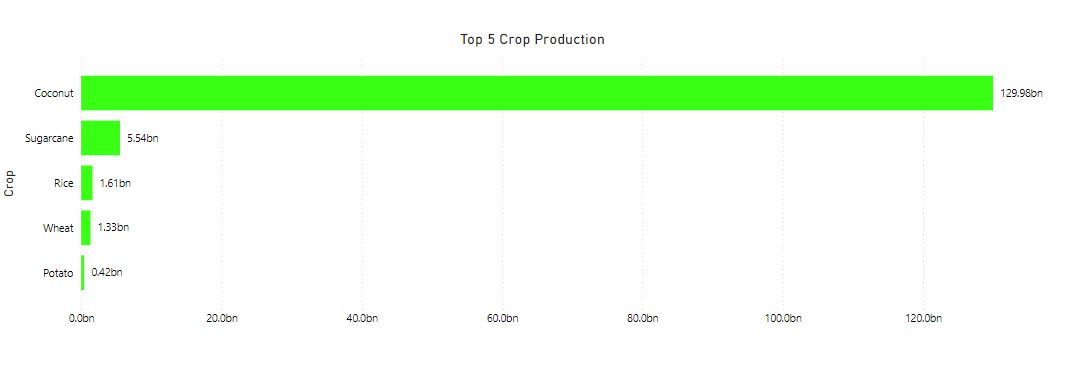 Top 5 Crop Production
Crop
Coconut 129.98bn
Sugarcane 5.54bn
Rice 1.61bn
Wheat 1.33bn
Potato 0.42bn
0.0bn 20.0bn 40.0bn 60.0bn 80.0bn 100.0bn 120.0bn